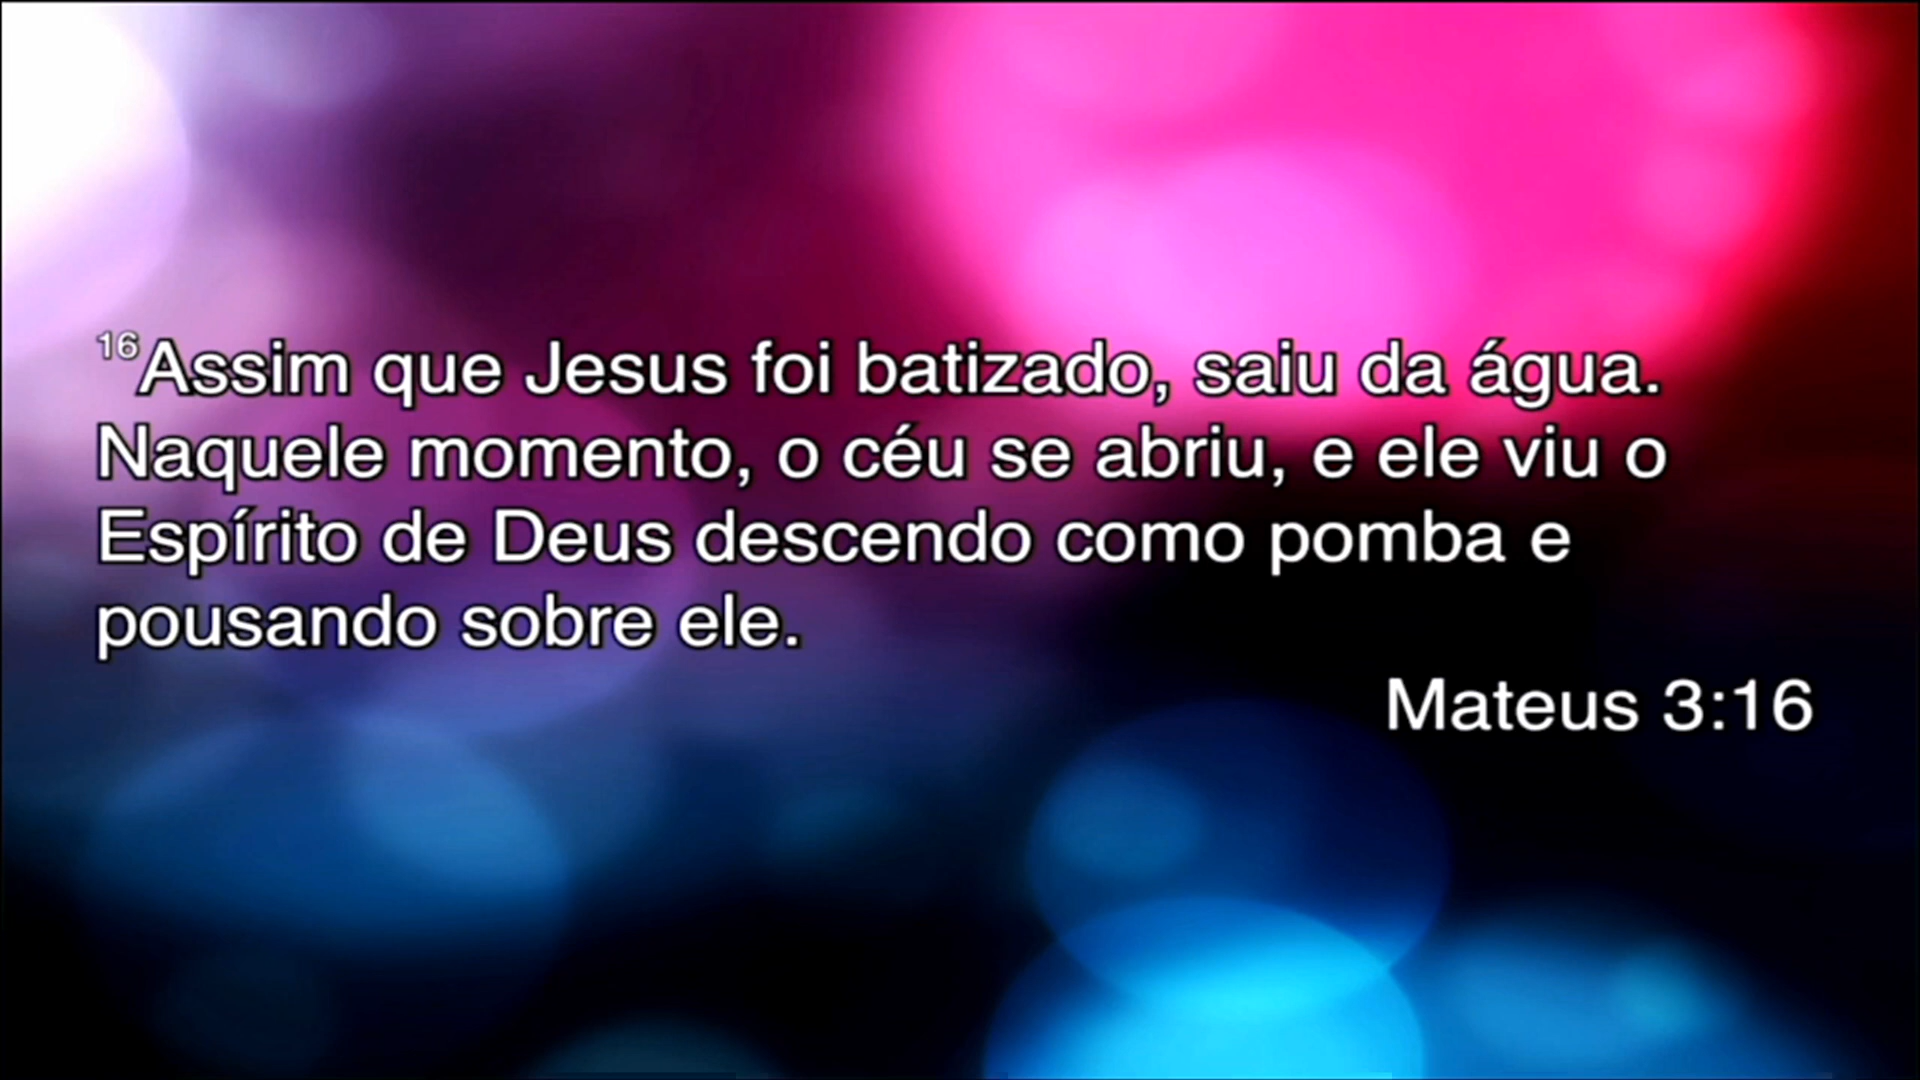 16Assim que Jesus foi batizado, saiu da água.
Naquele momento, o céu se abriu, e ele viu o
Espírito de Deus descendo como pomba e
pousando sobre ele.
Mateus 3:16